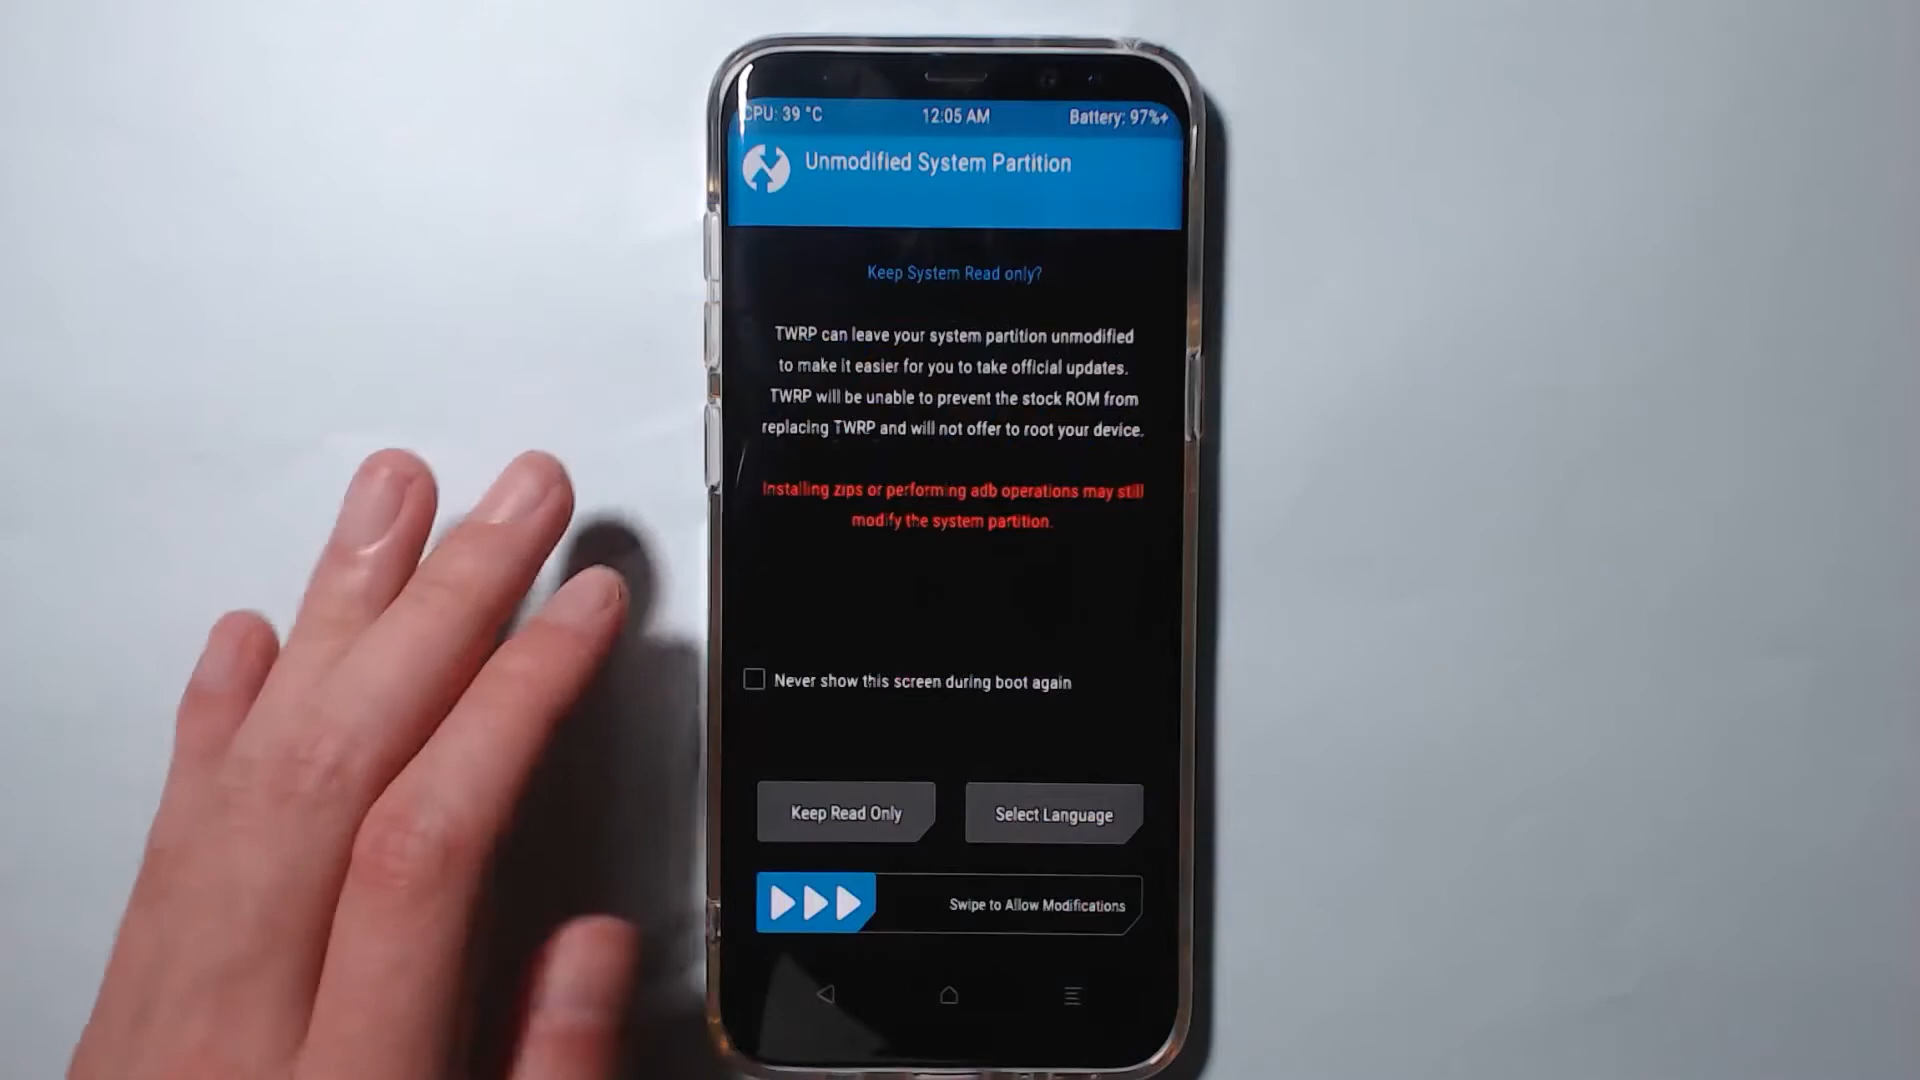 CPU: 39 °C 12:05 AM Battery: 97%+
Unmodified System Partition
Keep System Read only?
TWRP can leave your system partition unmodified
to make it easier for you to take official updates.
TWRP will be unable to prevent the stock ROM from
replacing TWRP and will not offer to root your device.
Installing zips or performing adb operations may still
modify the system partition.
Never show this screen during boot again
Keep Read Only Select Language
Swipe to Allow Modifications